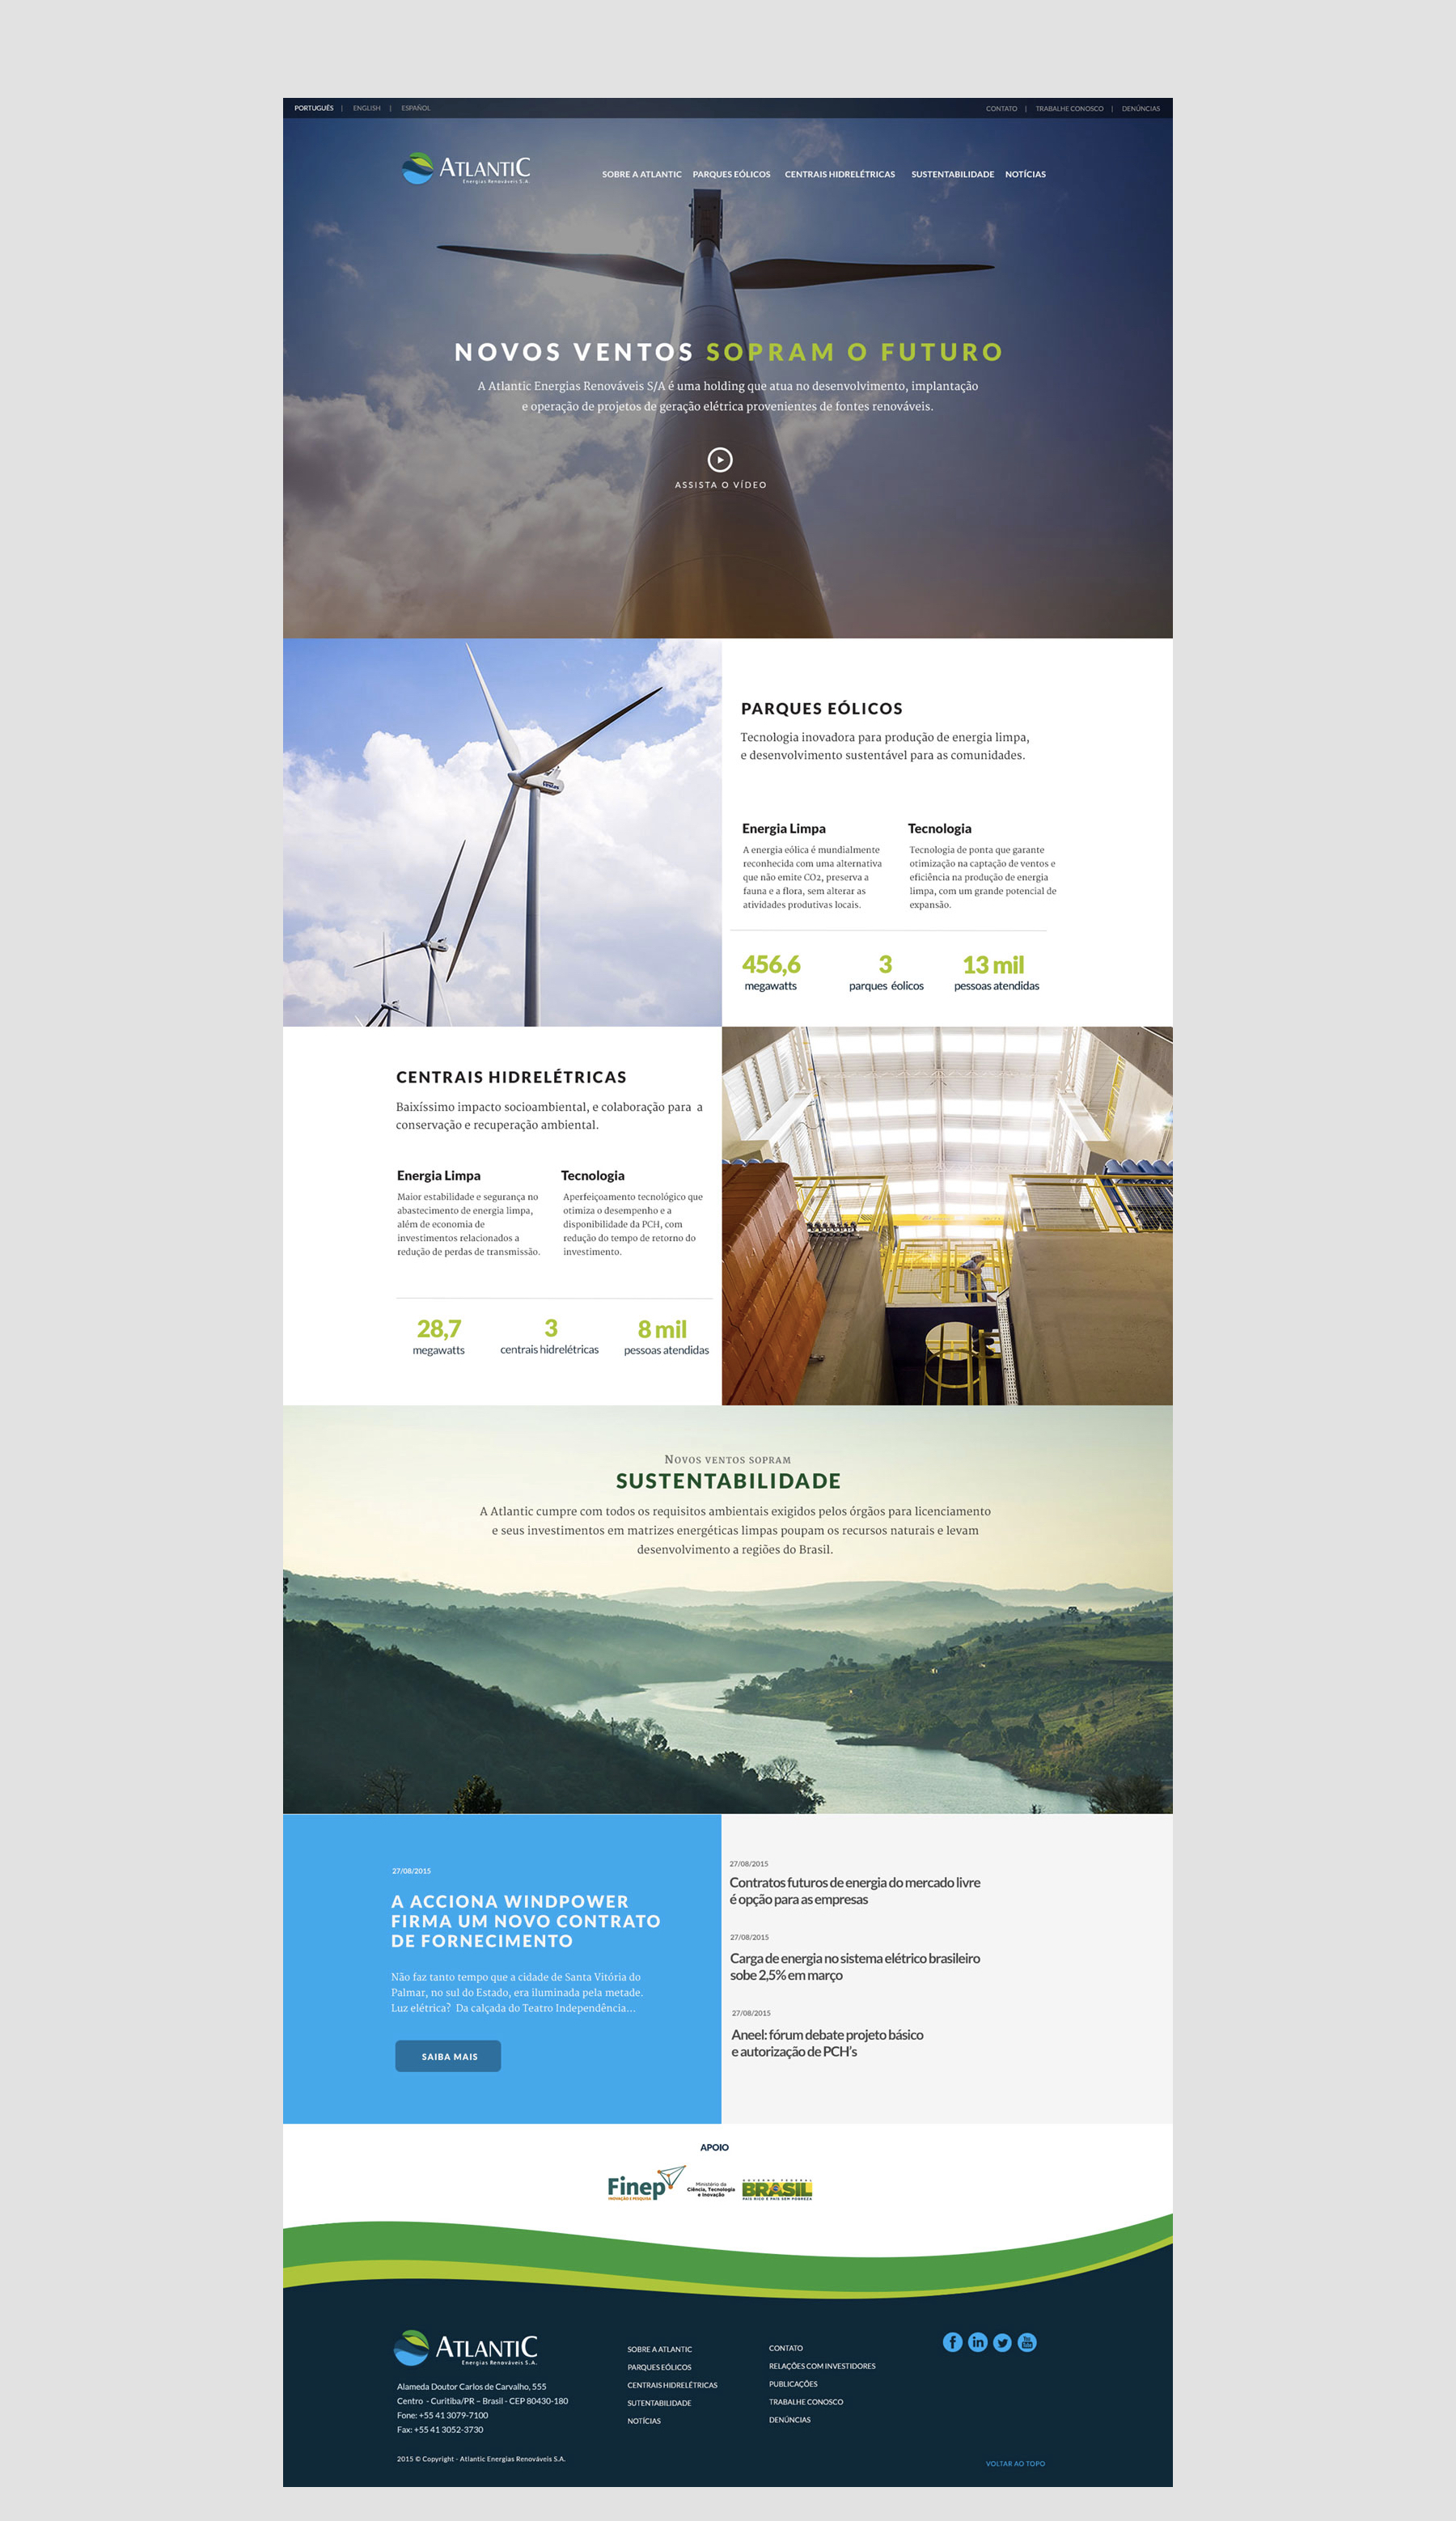 PORTUGUÊS | ENGLISH | ESPAÑOL
CONTATO | TRABALHE CONOSCO | DENÚNCIAS
ATLANTIC
Energias Renováveis S.A.
SOBRE A ATLANTIC PARQUES EÓLICOS CENTRAIS HIDRELÉTRICAS SUSTENTABILIDADE NOTÍCIAS
NOVOS VENTOS SOPRAM O FUTURO
A Atlantic Energias Renováveis S/A é uma holding que atua no desenvolvimento, implantação
e operação de projetos de geração elétrica provenientes de fontes renováveis.
ASSISTA O VÍDEO
PARQUES EÓLICOS
Tecnologia inovadora para produção de energia limpa,
e desenvolvimento sustentável para as comunidades.
Energia Limpa
A energia eólica é mundialmente
reconhecida com uma alternativa
que não emite CO2, preserva a
fauna e a flora, sem alterar as
atividades produtivas locais.
Tecnologia
Tecnologia de ponta que garante
otimização na captação de ventos e
eficiência na produção de energia
limpa, com um grande potencial de
expansão.
456,6
megawatts
3
parques éolicos
13 mil
pessoas atendidas
CENTRAIS HIDRELÉTRICAS
Baixíssimo impacto socioambiental, e colaboração para a
conservação e recuperação ambiental.
Energia Limpa
Maior estabilidade e segurança no
abastecimento de energia limpa,
além de economia de
investimentos relacionados a
redução de perdas de transmissão.
Tecnologia
Aperfeiçoamento tecnológico que
otimiza o desempenho e a
disponibilidade da PCH, com
redução do tempo de retorno do
investimento.
28,7
megawatts
3
centrais hidrelétricas
8 mil
pessoas atendidas
NOVOS VENTOS SOPRAM
SUSTENTABILIDADE
A Atlantic cumpre com todos os requisitos ambientais exigidos pelos órgãos para licenciamento
e seus investimentos em matrizes energéticas limpas poupam os recursos naturais e levam
desenvolvimento a regiões do Brasil.
27/08/2015
A ACCIONA WINDPOWER
FIRMA UM NOVO CONTRATO
DE FORNECIMENTO
Não faz tanto tempo que a cidade de Santa Vitória do
Palmar, no sul do Estado, era iluminada pela metade.
Luz elétrica? Da calçada do Teatro Independência...
SAIBA MAIS
27/08/2015
Contratos futuros de energia do mercado livre
é opção para as empresas
27/08/2015
Carga de energia no sistema elétrico brasileiro
sobe 2,5% em março
27/08/2015
Aneel: fórum debate projeto básico
e autorização de PCH's
APOIO
Finep
INOVAÇÃO E PESQUISA
Ministério da
Ciência, Tecnologia
e Inovação
GOVERNO FEDERAL
BRASIL
PAÍS RICO É PAÍS SEM POBREZA
ATLANTIC
Energias Renováveis S.A.
Alameda Doutor Carlos de Carvalho, 555
Centro - Curitiba/PR – Brasil - CEP 80430-180
Fone: +55 41 3079-7100
Fax: +55 41 3052-3730
2015 © Copyright - Atlantic Energias Renováveis S.A.
SOBRE A ATLANTIC
PARQUES EÓLICOS
CENTRAIS HIDRELÉTRICAS
SUTENTABILIDADE
NOTÍCIAS
CONTATO
RELAÇÕES COM INVESTIDORES
PUBLICAÇÕES
TRABALHE CONOSCO
DENÚNCIAS
f
in
You
Tube
VOLTAR AO TOPO